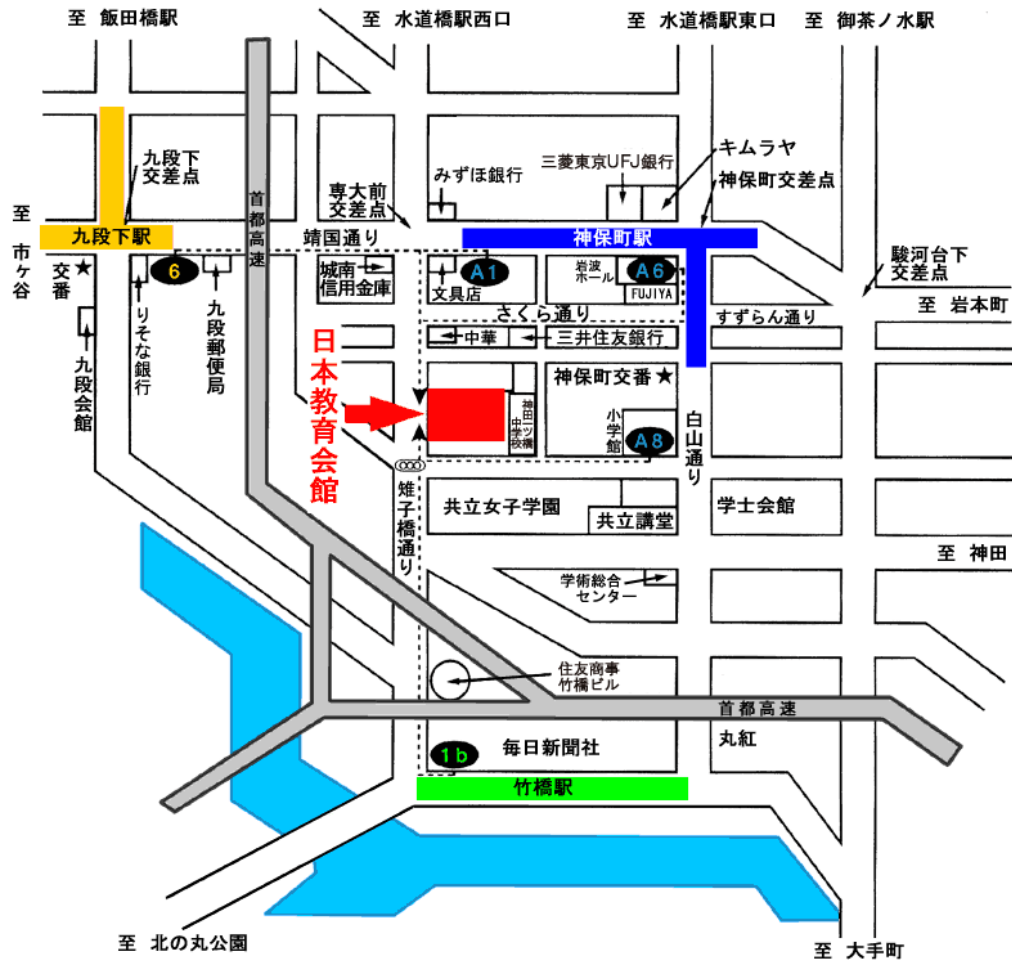 至 飯田橋駅
至 水道橋駅西口
至 水道橋駅東口
至 御茶ノ水駅
九段下
交差点
首都高速
専大前
交差点
みずほ銀行
三菱東京UFJ銀行
キムラヤ
神保町交差点
至 市ヶ谷
九段下駅
靖国通り
神保町駅
交番
6
城南
信用金庫
文具店
A1
岩波
ホール
A6
FUJIYA
駿河台下
交差点
至 岩本町
さくら通り
すずらん通り
九段会館
りそな銀行
九段郵便局
中華
三井住友銀行
日本教育会館
神田一ツ橋
中学校
神保町交番
小学館
A8
白山通り
雉子橋通り
共立女子学園
共立講堂
学士会館
至 神田
学術総合
センター
住友商事
竹橋ビル
首都高速
丸紅
1b
毎日新聞社
竹橋駅
至 北の丸公園
至 大手町